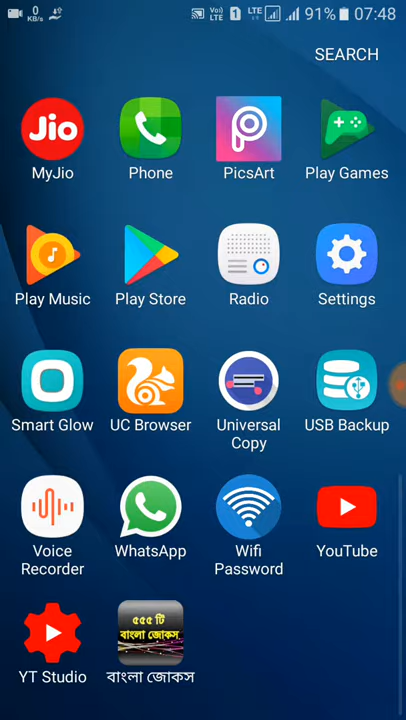 0 KB/s Voi) LTE 1 LTE 91% 07:48
SEARCH
Jio
MyJio Phone PicsArt Play Games
Play Music Play Store Radio Settings
Smart Glow UC Browser Universal Copy USB Backup
Voice Recorder WhatsApp Wifi Password YouTube
৫৫৫ টি
বাংলা জোকস
YT Studio বাংলা জোকস